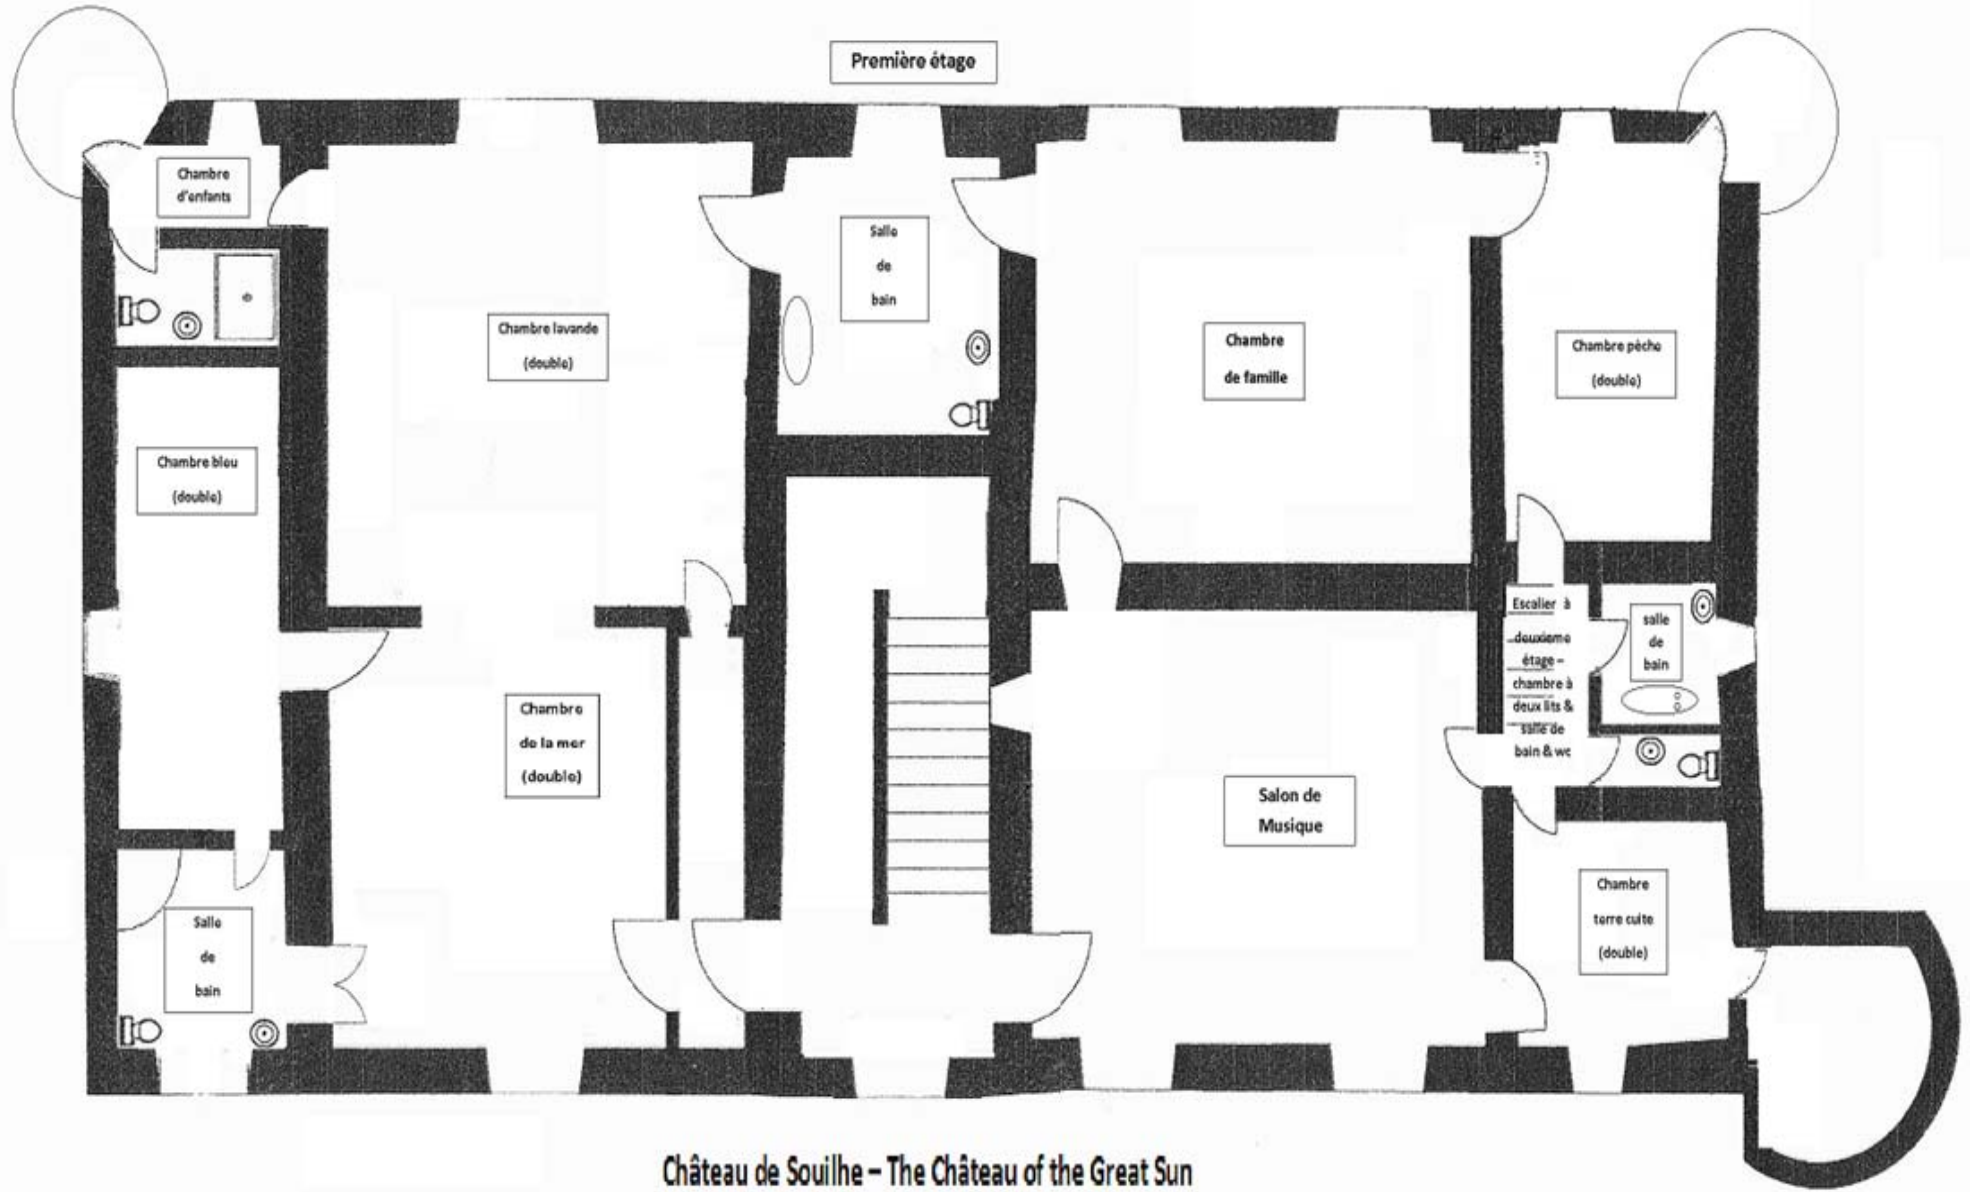 Première étage
Chambre
d'enfants
Salle
de
bain
Chambre lavande
(double)
Chambre
de famille
Chambre pèche
(double)
Chambre bleu
(double)
Escalier à
deuxieme
étage –
chambre à
deux lits &
salle de
bain & wc
salle
de
bain
Chambre
de la mer
(double)
Salon de
Musique
Chambre
terre cuite
(double)
Salle
de
bain
Château de Souilhe – The Château of the Great Sun